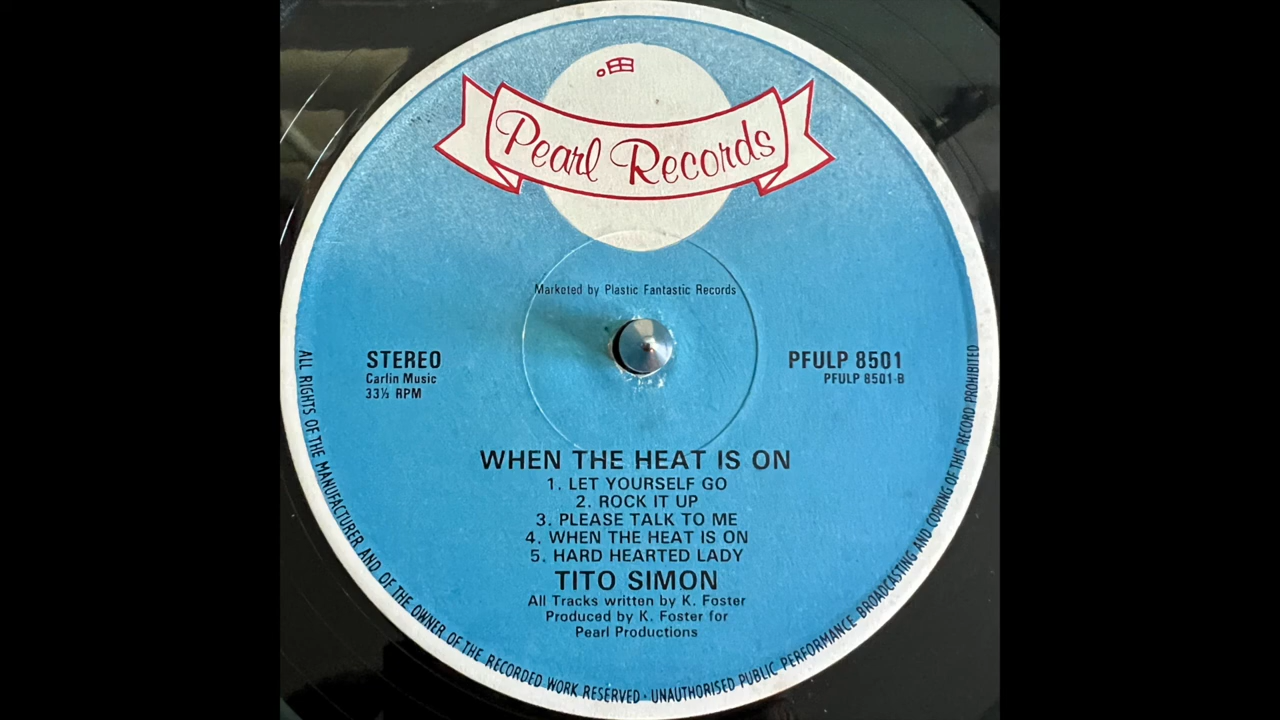 Pearl Records
Marketed by Plastic Fantastic Records
STEREO
Carlin Music
33⅓ RPM
PFULP 8501
PFULP 8501-B
WHEN THE HEAT IS ON
1. LET YOURSELF GO
2. ROCK IT UP
3. PLEASE TALK TO ME
4. WHEN THE HEAT IS ON
5. HARD HEARTED LADY
TITO SIMON
All Tracks written by K. Foster
Produced by K. Foster for
Pearl Productions
ALL RIGHTS OF THE MANUFACTURER AND OF THE OWNER OF THE RECORDED WORK RESERVED · UNAUTHORISED PUBLIC PERFORMANCE BROADCASTING AND COPYING OF THIS RECORD PROHIBITED